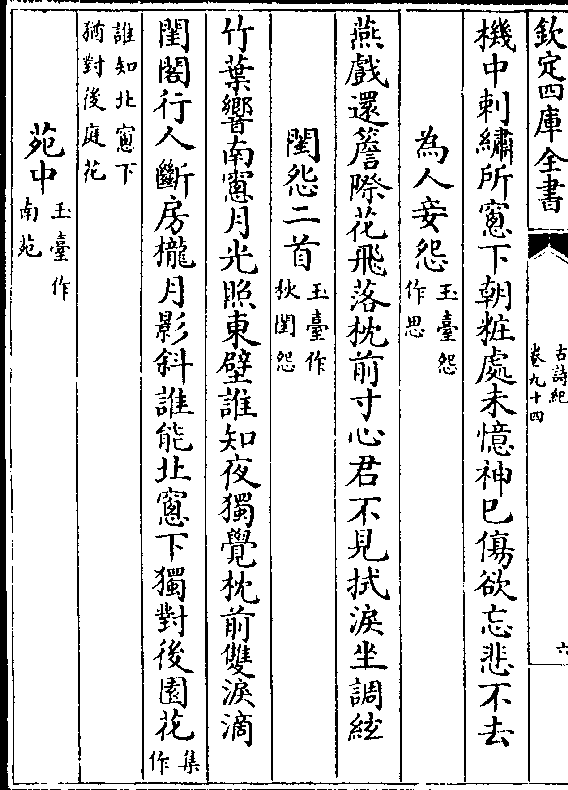 欽定四庫全書
古詩紀
卷九十四
六
機中刺繡所窻下朝粧處未憶神已傷欲忘悲不去
為人妾怨玉臺怨作思
燕戲還簷際花飛落枕前寸心君不見拭淚坐調絃
閨怨二首玉臺作秋閨怨
竹葉響南窻月光照東壁誰知夜獨覺枕前雙淚滴
閨閣行人斷房櫳月影斜誰能北窻下獨對後園花集作
誰知北窻下猶對後庭花
苑中玉臺作南苑